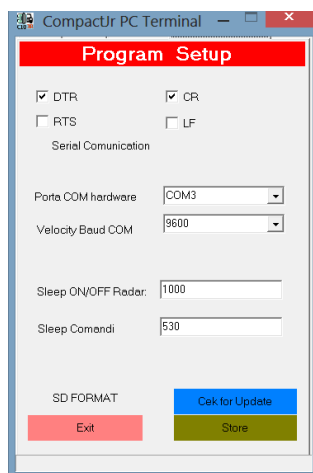 CompactUr PC Terminal
Program Setup
DTR CR
RTS LF
Serial Comunication
Porta COM hardware COM3
Velocity Baud COM 9600
Sleep ON/OFF Radar: 1000
Sleep Comandi 530
SD FORMAT Cek for Update
Exit Store